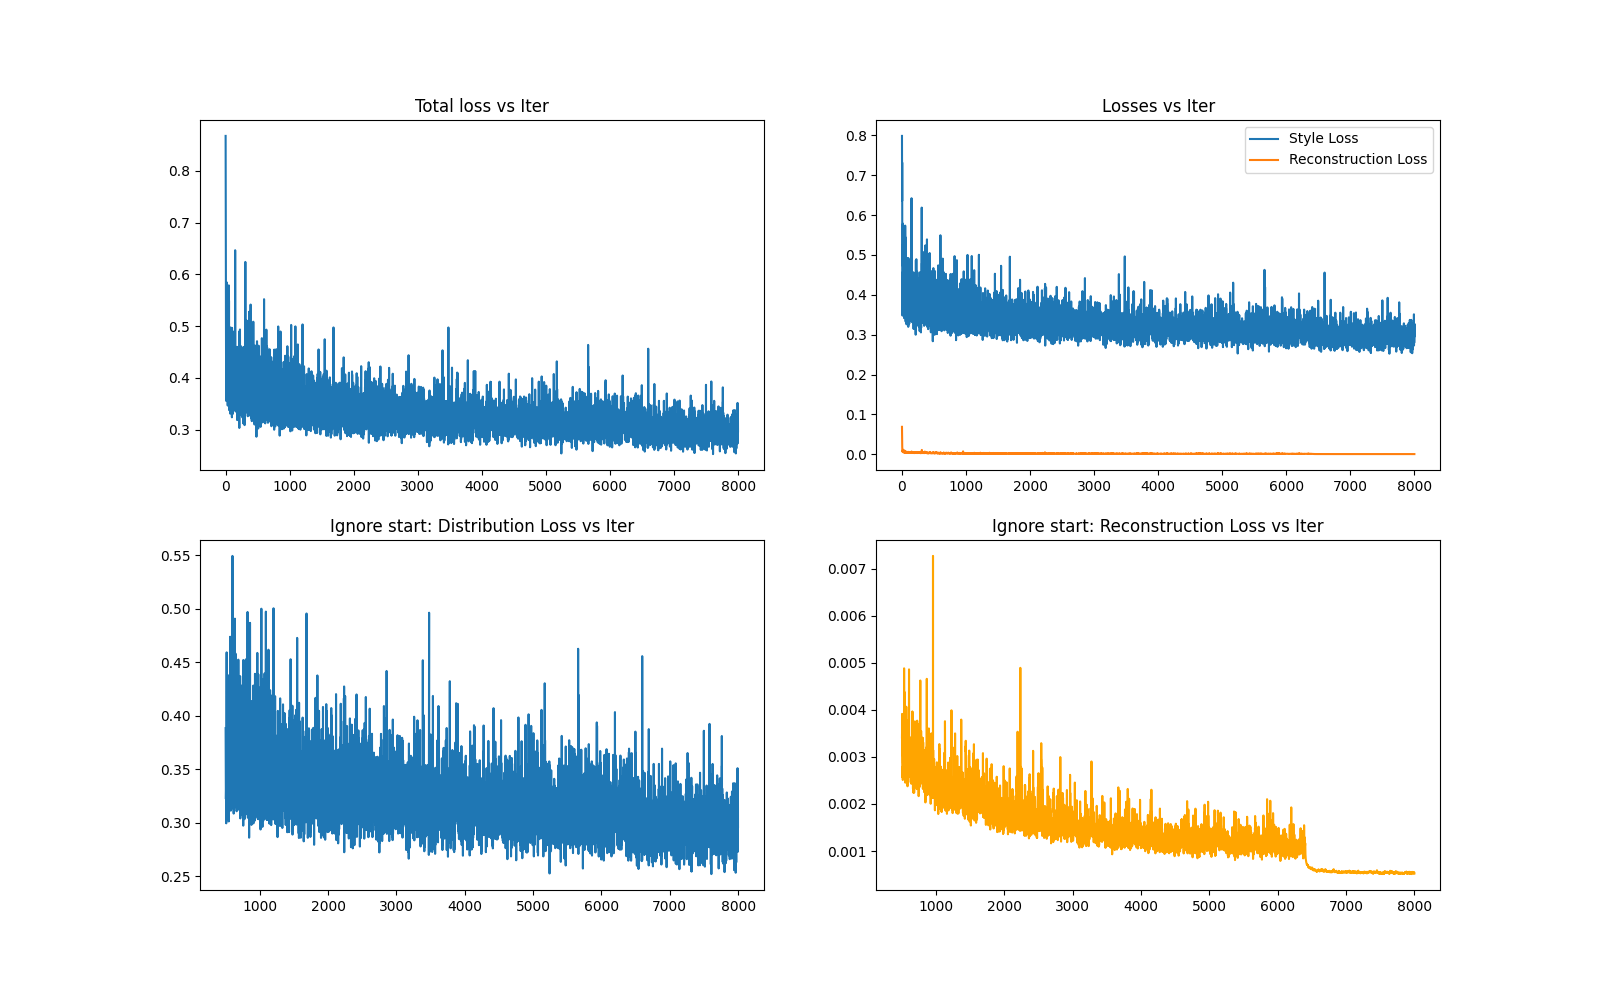 Total loss vs Iter
0.8
0.7
0.6
0.5
0.4
0.3
0 1000 2000 3000 4000 5000 6000 7000 8000
Losses vs Iter
Style Loss
Reconstruction Loss
0.8
0.7
0.6
0.5
0.4
0.3
0.2
0.1
0.0
0 1000 2000 3000 4000 5000 6000 7000 8000
Ignore start: Distribution Loss vs Iter
0.55
0.50
0.45
0.40
0.35
0.30
0.25
1000 2000 3000 4000 5000 6000 7000 8000
Ignore start: Reconstruction Loss vs Iter
0.007
0.006
0.005
0.004
0.003
0.002
0.001
1000 2000 3000 4000 5000 6000 7000 8000